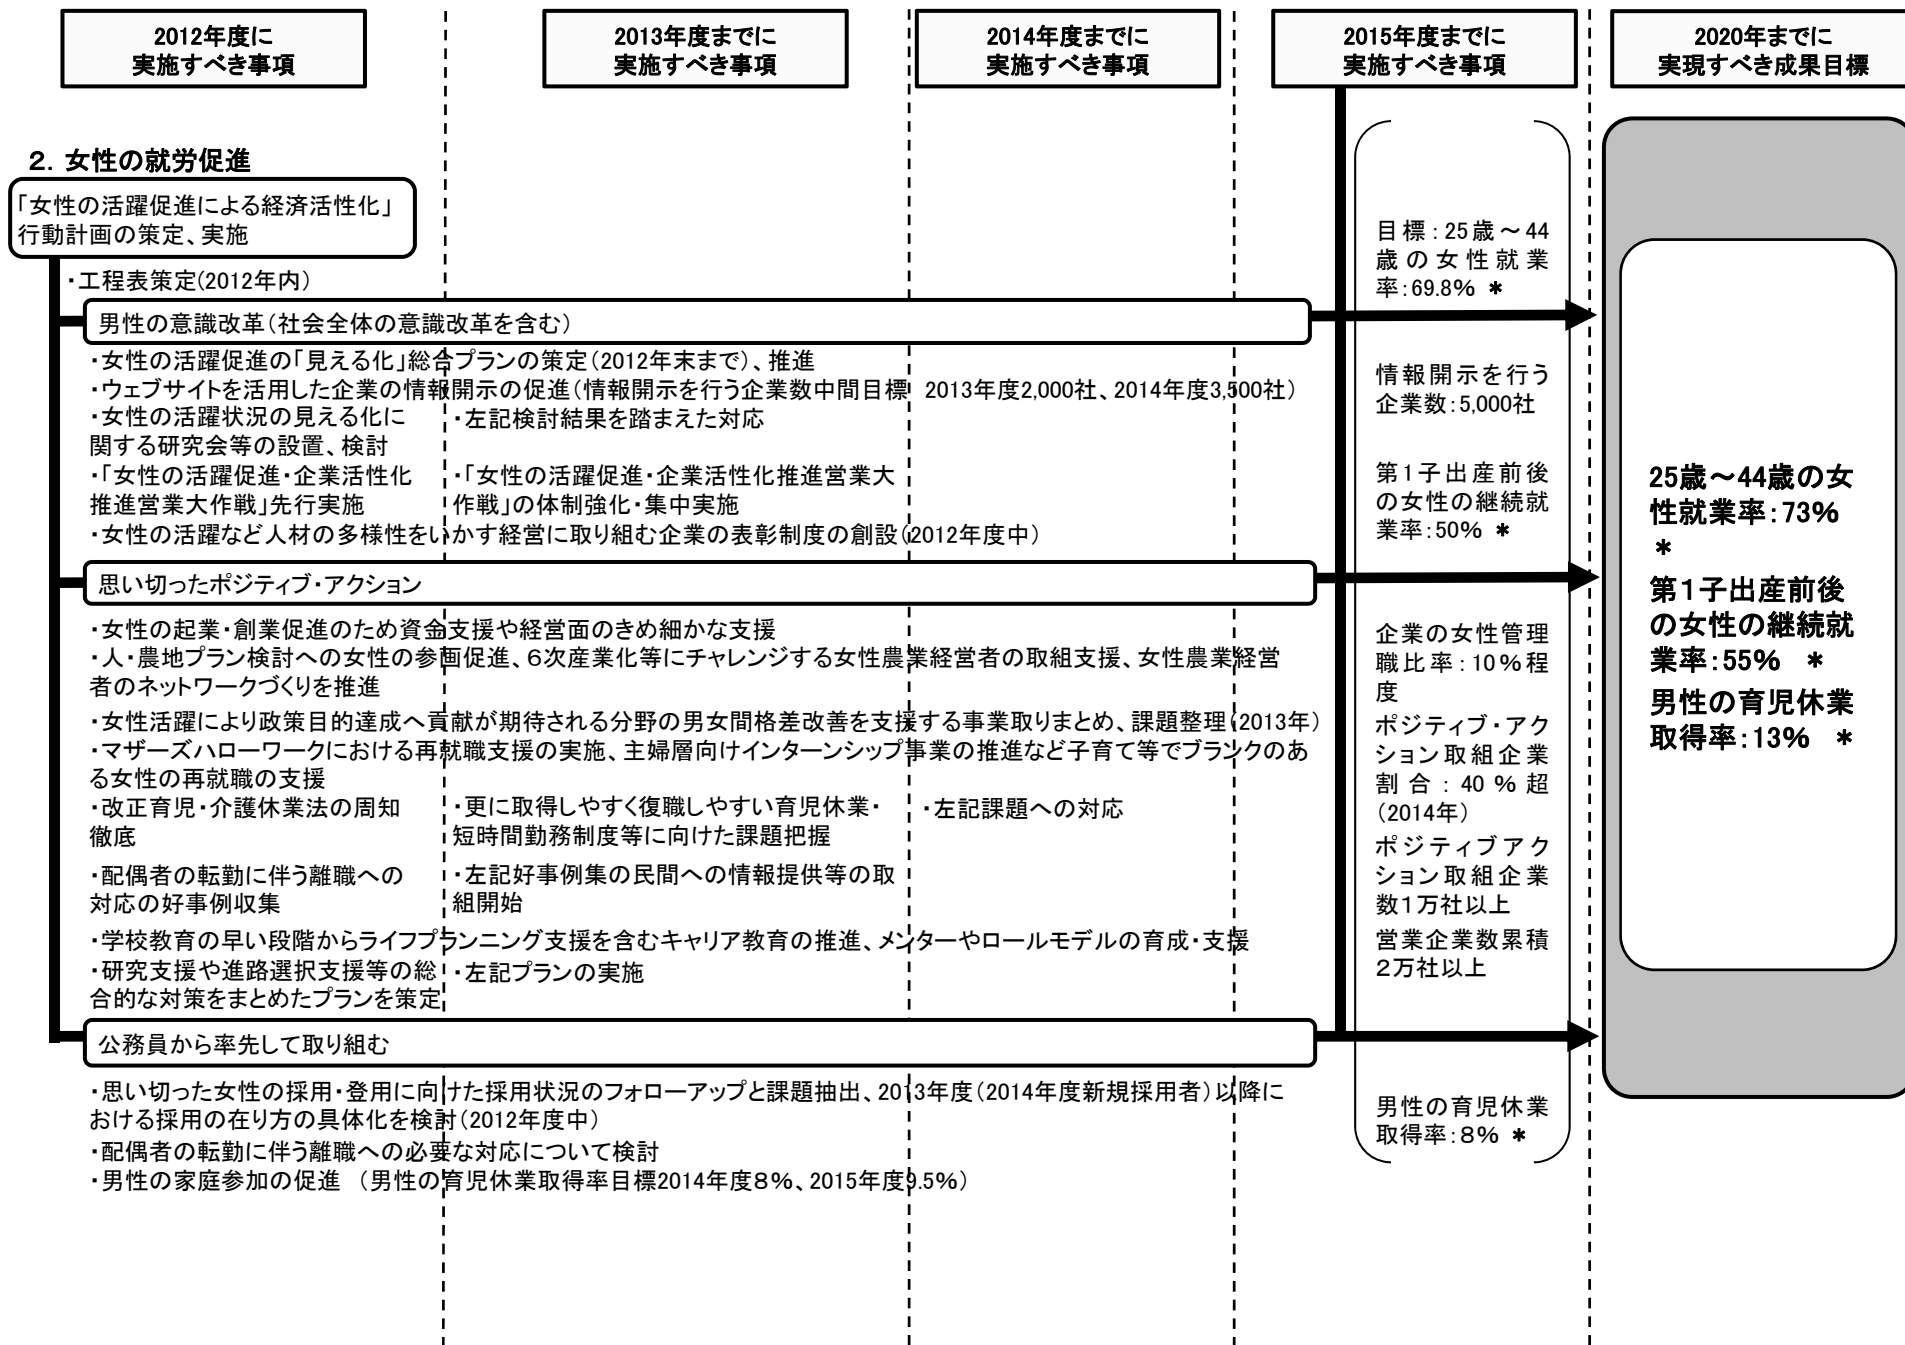 2012年度に
実施すべき事項
2013年度までに
実施すべき事項
2014年度までに
実施すべき事項
2015年度までに
実施すべき事項
2020年までに
実現すべき成果目標
2．女性の就労促進
「女性の活躍促進による経済活性化」
行動計画の策定、実施
・工程表策定(2012年内)
男性の意識改革（社会全体の意識改革を含む）
・女性の活躍促進の「見える化」総合プランの策定（2012年末まで）、推進
・ウェブサイトを活用した企業の情報開示の促進（情報開示を行う企業数中間目標　2013年度2,000社、2014年度3,500社）
・女性の活躍状況の見える化に
関する研究会等の設置、検討
・左記検討結果を踏まえた対応
・「女性の活躍促進・企業活性化
推進営業大作戦」先行実施
・「女性の活躍促進・企業活性化推進営業大
作戦」の体制強化・集中実施
・女性の活躍など人材の多様性をいかす経営に取り組む企業の表彰制度の創設（2012年度中）
思い切ったポジティブ・アクション
・女性の起業・創業促進のため資金支援や経営面のきめ細かな支援
・人・農地プラン検討への女性の参画促進、６次産業化等にチャレンジする女性農業経営者の取組支援、女性農業経営
者のネットワークづくりを推進
・女性活躍により政策目的達成へ貢献が期待される分野の男女間格差改善を支援する事業取りまとめ、課題整理（2013年）
・マザーズハローワークにおける再就職支援の実施、主婦層向けインターンシップ事業の推進など子育て等でブランクのあ
る女性の再就職の支援
・改正育児・介護休業法の周知
徹底
・更に取得しやすく復職しやすい育児休業・
短時間勤務制度等に向けた課題把握
・左記課題への対応
・配偶者の転勤に伴う離職への
対応の好事例収集
・左記好事例集の民間への情報提供等の取
組開始
・学校教育の早い段階からライフプランニング支援を含むキャリア教育の推進、メンターやロールモデルの育成・支援
・研究支援や進路選択支援等の総
合的な対策をまとめたプランを策定
・左記プランの実施
公務員から率先して取り組む
・思い切った女性の採用・登用に向けた採用状況のフォローアップと課題抽出、2013年度（2014年度新規採用者）以降に
おける採用の在り方の具体化を検討（2012年度中）
・配偶者の転勤に伴う離職への必要な対応について検討
・男性の家庭参加の促進　（男性の育児休業取得率目標2014年度８％、2015年度9.5％）
目標：25歳～44
歳の女性就業
率：69.8%　＊
情報開示を行う
企業数：5,000社
第１子出産前後
の女性の継続就
業率：50%　＊
企業の女性管理
職比率：10％程
度
ポジティブ・アク
ション取組企業
割合：40％超
（2014年）
ポジティブアク
ション取組企業
数１万社以上
営業企業数累積
２万社以上
男性の育児休業
取得率：８％　＊
25歳～44歳の女
性就業率：73%
＊
第１子出産前後
の女性の継続就
業率：55%　＊
男性の育児休業
取得率：13%　＊